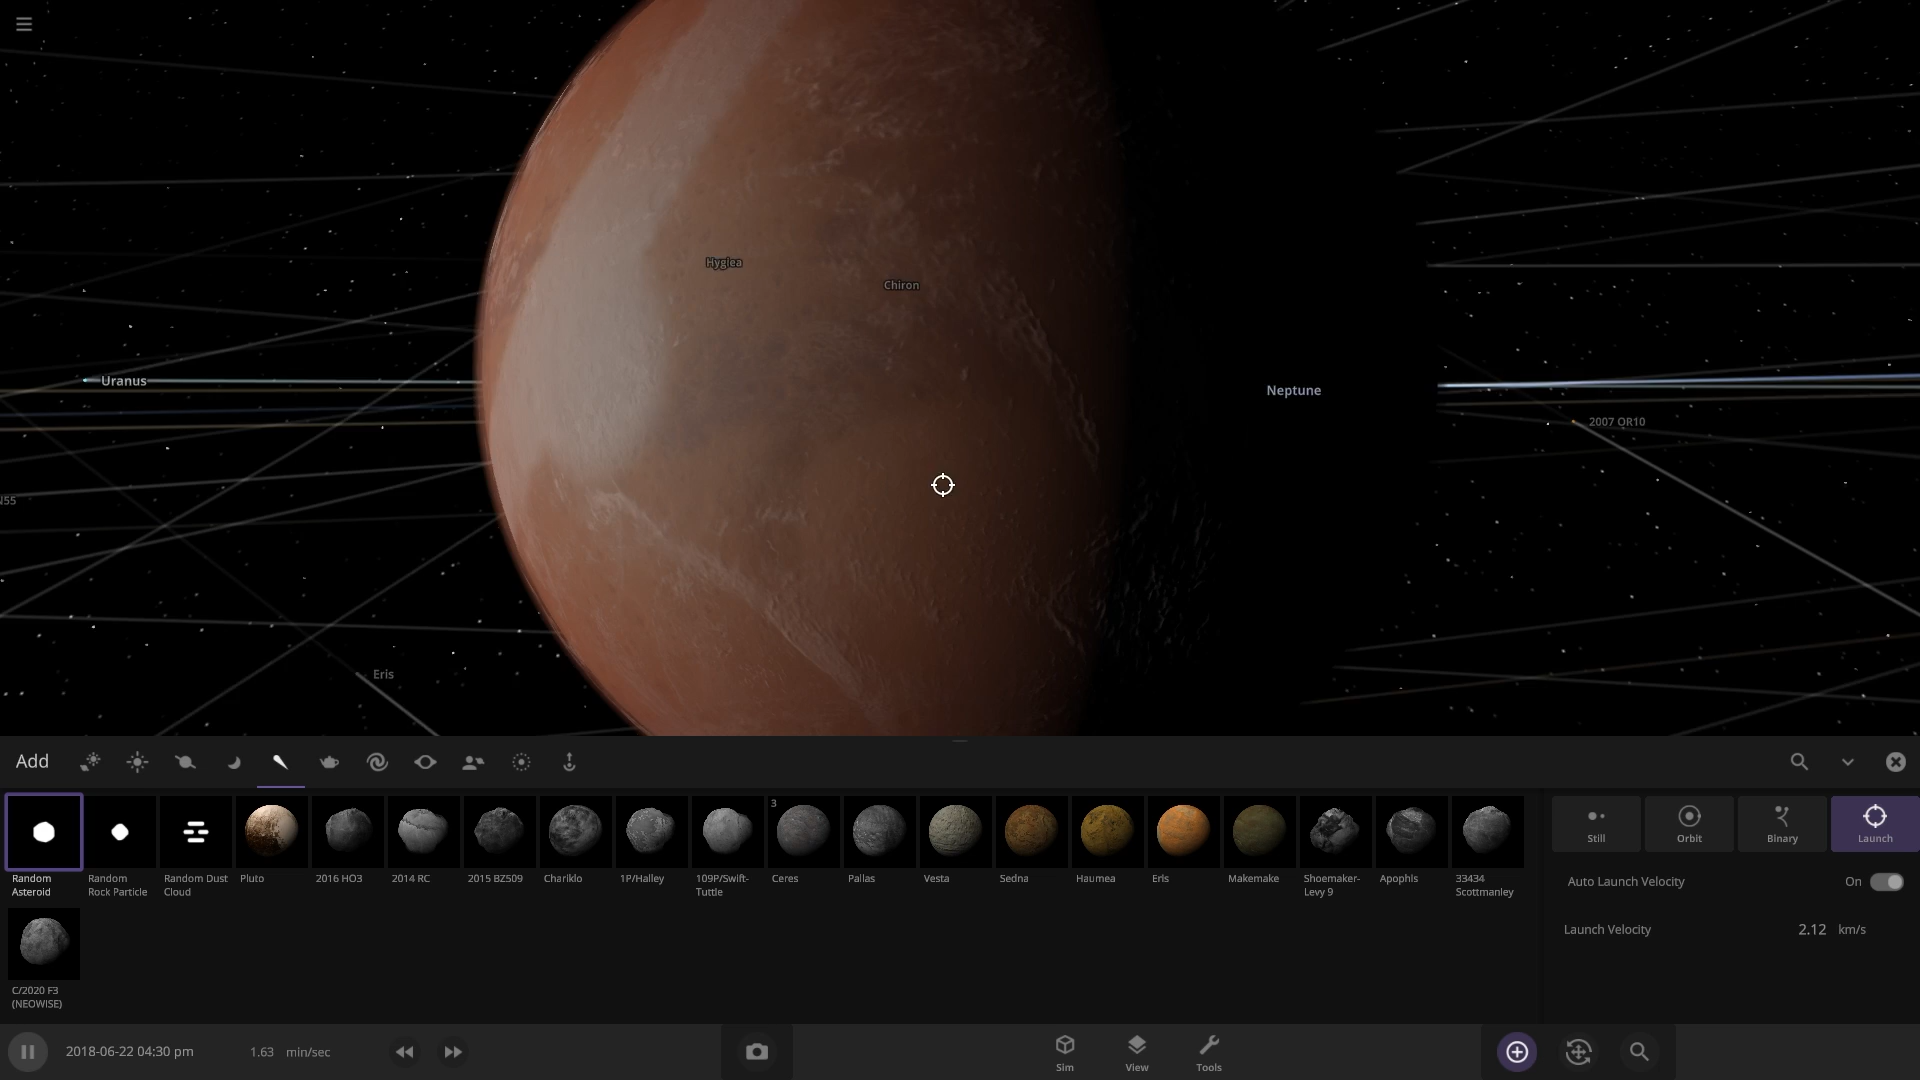 Hygiea
Chiron
Uranus
Neptune
2007 OR10
Eris
Add
3
Random
Asteroid
Random
Rock Particle
Random Dust
Cloud
Pluto
2016 HO3
2014 RC
2015 BZ509
Chariklo
1P/Halley
109P/Swift-
Tuttle
Ceres
Pallas
Vesta
Sedna
Haumea
Eris
Makemake
Shoemaker-
Levy 9
Apophis
33434
Scottmanley
C/2020 F3
(NEOWISE)
Still
Orbit
Binary
Launch
Auto Launch Velocity
On
Launch Velocity
2.12 km/s
2018-06-22 04:30 pm
1.63 min/sec
Sim
View
Tools